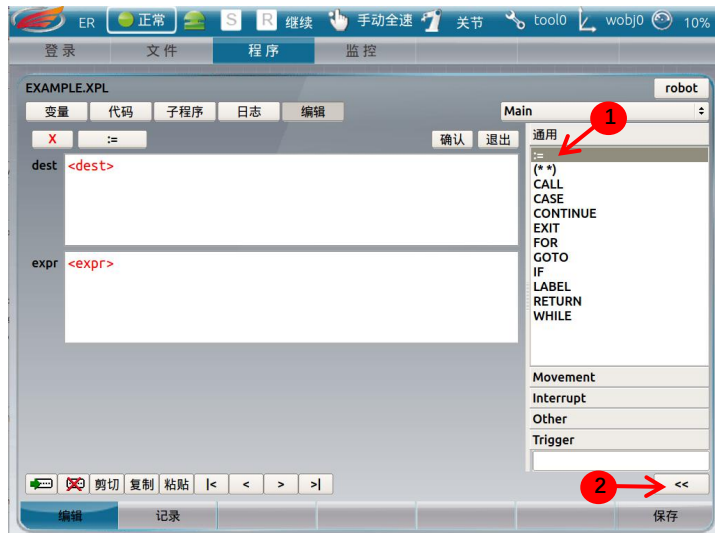 ER 正常 S R 继续 手动全速 关节 tool0 wobj0 10%
登录 文件 程序 监控
EXAMPLE.XPL robot
变量 代码 子程序 日志 编辑 Main
1
X := 确认 退出 通用
dest <dest>
:=
(* *)
CALL
CASE
CONTINUE
EXIT
FOR
GOTO
IF
LABEL
RETURN
WHILE
expr <expr>
Movement
Interrupt
Other
Trigger
剪切 复制 粘贴 |< < > >| 2 <<
编辑 记录 保存